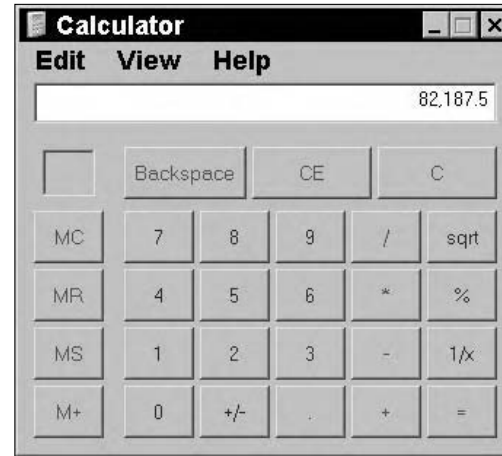 Calculator
Edit View Help
82,187.5
Backspace CE C
MC 7 8 9 / sqrt
MR 4 5 6 * %
MS 1 2 3 - 1/x
M+ 0 +/- . + =